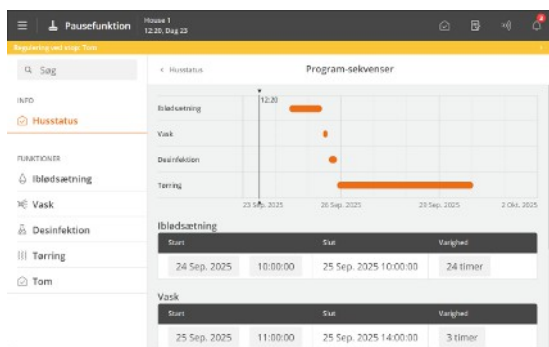 Pausefunktion
House 1
12:20, Dag 23
3
Regulering ved stop: Tom
Søg
INFO
Husstatus
FUNKTIONER
Iblødsætning
Vask
Desinfektion
Tørring
Tom
Husstatus
Program-sekvenser
12:20
Iblødsætning
Vask
Desinfektion
Tørring
23 Sep. 2025 26 Sep. 2025 29 Sep. 2025 2 Okt. 2025
Iblødsætning
Start Slut Varighed
24 Sep. 2025 10:00:00 25 Sep. 2025 10:00:00 24 timer
Vask
Start Slut Varighed
25 Sep. 2025 11:00:00 25 Sep. 2025 14:00:00 3 timer